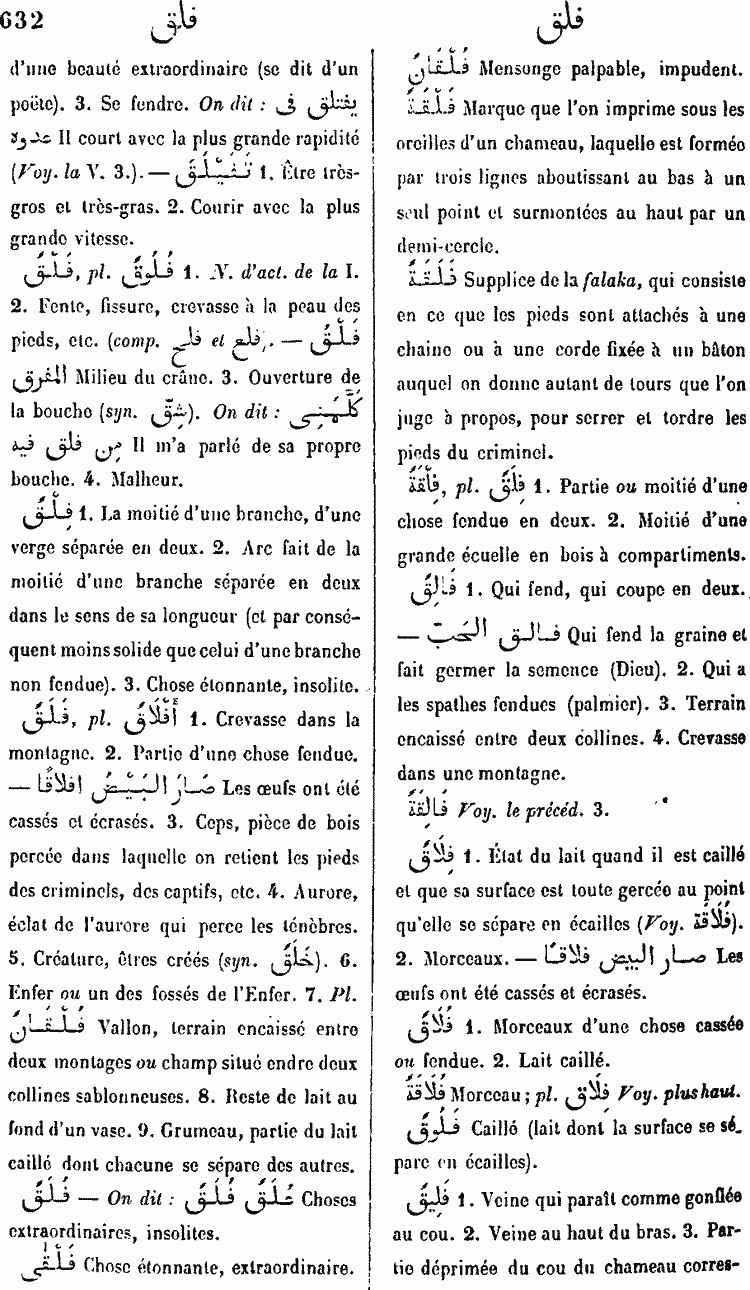 632 فلق
فلق
d'une beauté extraordinaire (se dit d'un
poëte). 3. Se fendre. On dit : يفتلق فى
عدوه Il court avec la plus grande rapidité
(Voy. la V. 3.). — تَفَيْلَقَ 1. Être très-
gros et très-gras. 2. Courir avec la plus
grande vitesse.
فَلْقٌ, pl. فُلُوقٌ 1. N. d'act. de la I.
2. Fente, fissure, crevasse à la peau des
pieds, etc. (comp. فلح et فلع). — فَلْقُ
المفرق Milieu du crâne. 3. Ouverture de
la bouche (syn. شِقّ). On dit : كَلَّمَنِى
من فلق فيه Il m'a parlé de sa propre
bouche. 4. Malheur.
فِلْقٌ 1. La moitié d'une branche, d'une
verge séparée en deux. 2. Arc fait de la
moitié d'une branche séparée en deux
dans le sens de sa longueur (et par consé-
quent moins solide que celui d'une branche
non fendue). 3. Chose étonnante, insolite.
فَلَقٌ, pl. أَفْلَاقٌ 1. Crevasse dans la
montagne. 2. Partie d'une chose fendue.
— صَارَ الْبَيْضُ افلاقًا Les œufs ont été
cassés et écrasés. 3. Ceps, pièce de bois
percée dans laquelle on retient les pieds
des criminels, des captifs, etc. 4. Aurore,
éclat de l'aurore qui perce les ténèbres.
5. Créature, êtres créés (syn. خَلْقٌ). 6.
Enfer ou un des fossés de l'Enfer. 7. Pl.
فُلْقَانٌ Vallon, terrain encaissé entre
deux montages ou champ situé endre deux
collines sablonneuses. 8. Reste de lait au
fond d'un vase. 9. Grumeau, partie du lait
caillé dont chacune se sépare des autres.
فُلَقُ — On dit : عُلَقُ فُلَقُ Choses
extraordinaires, insolites.
فَلْقَى Chose étonnante, extraordinaire.
فُلْقَانٌ Mensonge palpable, impudent.
فَلْقَةٌ Marque que l'on imprime sous les
oreilles d'un chameau, laquelle est formée
par trois lignes aboutissant au bas à un
seul point et surmontées au haut par un
demi-cercle.
فَلَقَةٌ Supplice de la falaka, qui consiste
en ce que les pieds sont attachés à une
chaine ou à une corde fixée à un bâton
auquel on donne autant de tours que l'on
juge à propos, pour serrer et tordre les
pieds du criminel.
فِلْقَةٌ, pl. فِلَقٌ 1. Partie ou moitié d'une
chose fendue en deux. 2. Moitié d'une
grande écuelle en bois à compartiments.
فَالِقٌ 1. Qui fend, qui coupe en deux.
— فالق الحَبّ Qui fend la graine et
fait germer la semence (Dieu). 2. Qui a
les spathes fendues (palmier). 3. Terrain
encaissé entre deux collines. 4. Crevasse
dans une montagne.
فَالِقَةٌ Voy. le précéd. 3.
فِلَاقٌ 1. État du lait quand il est caillé
et que sa surface est toute gercée au point
qu'elle se sépare en écailles (Voy. فُلَاقَة).
2. Morceaux. — صار البيض فلاقًا Les
œufs ont été cassés et écrasés.
فُلَاقٌ 1. Morceaux d'une chose cassée
ou fendue. 2. Lait caillé.
فُلَاقَةٌ Morceau ; pl. فُلَاق Voy. plus haut.
فَلُوقٌ Caillé (lait dont la surface se sé-
pare en écailles).
فَلِيقٌ 1. Veine qui paraît comme gonflée
au cou. 2. Veine au haut du bras. 3. Par-
tie déprimée du cou du chameau corres-